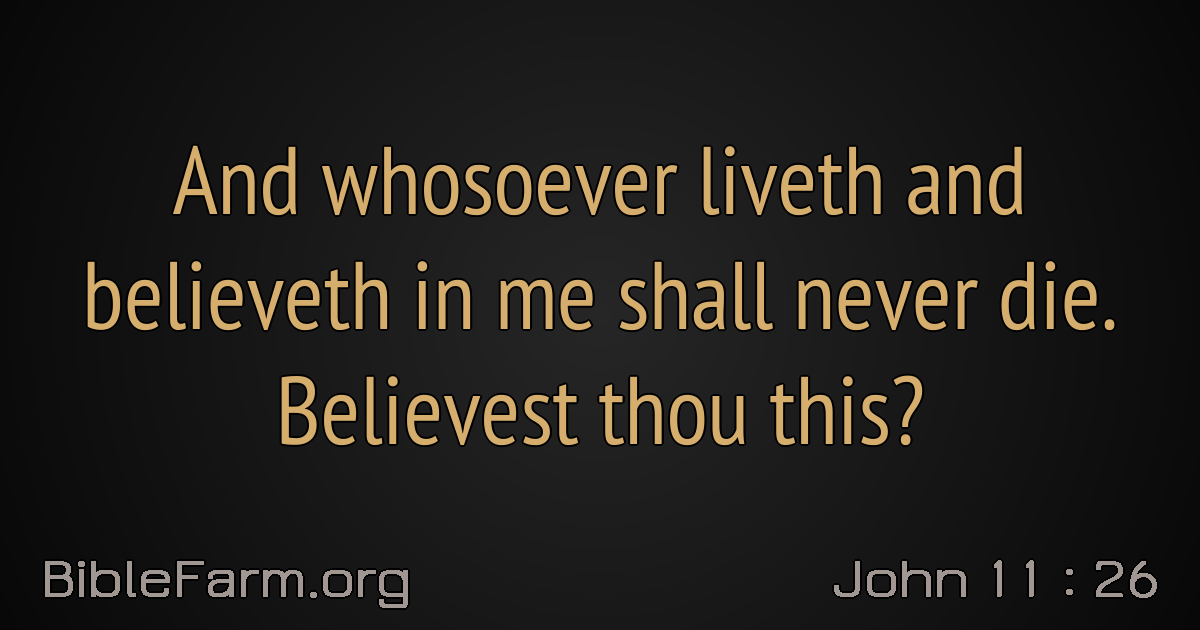 And whosoever liveth and
believeth in me shall never die.
Believest thou this?
BibleFarm.org
John 11 : 26